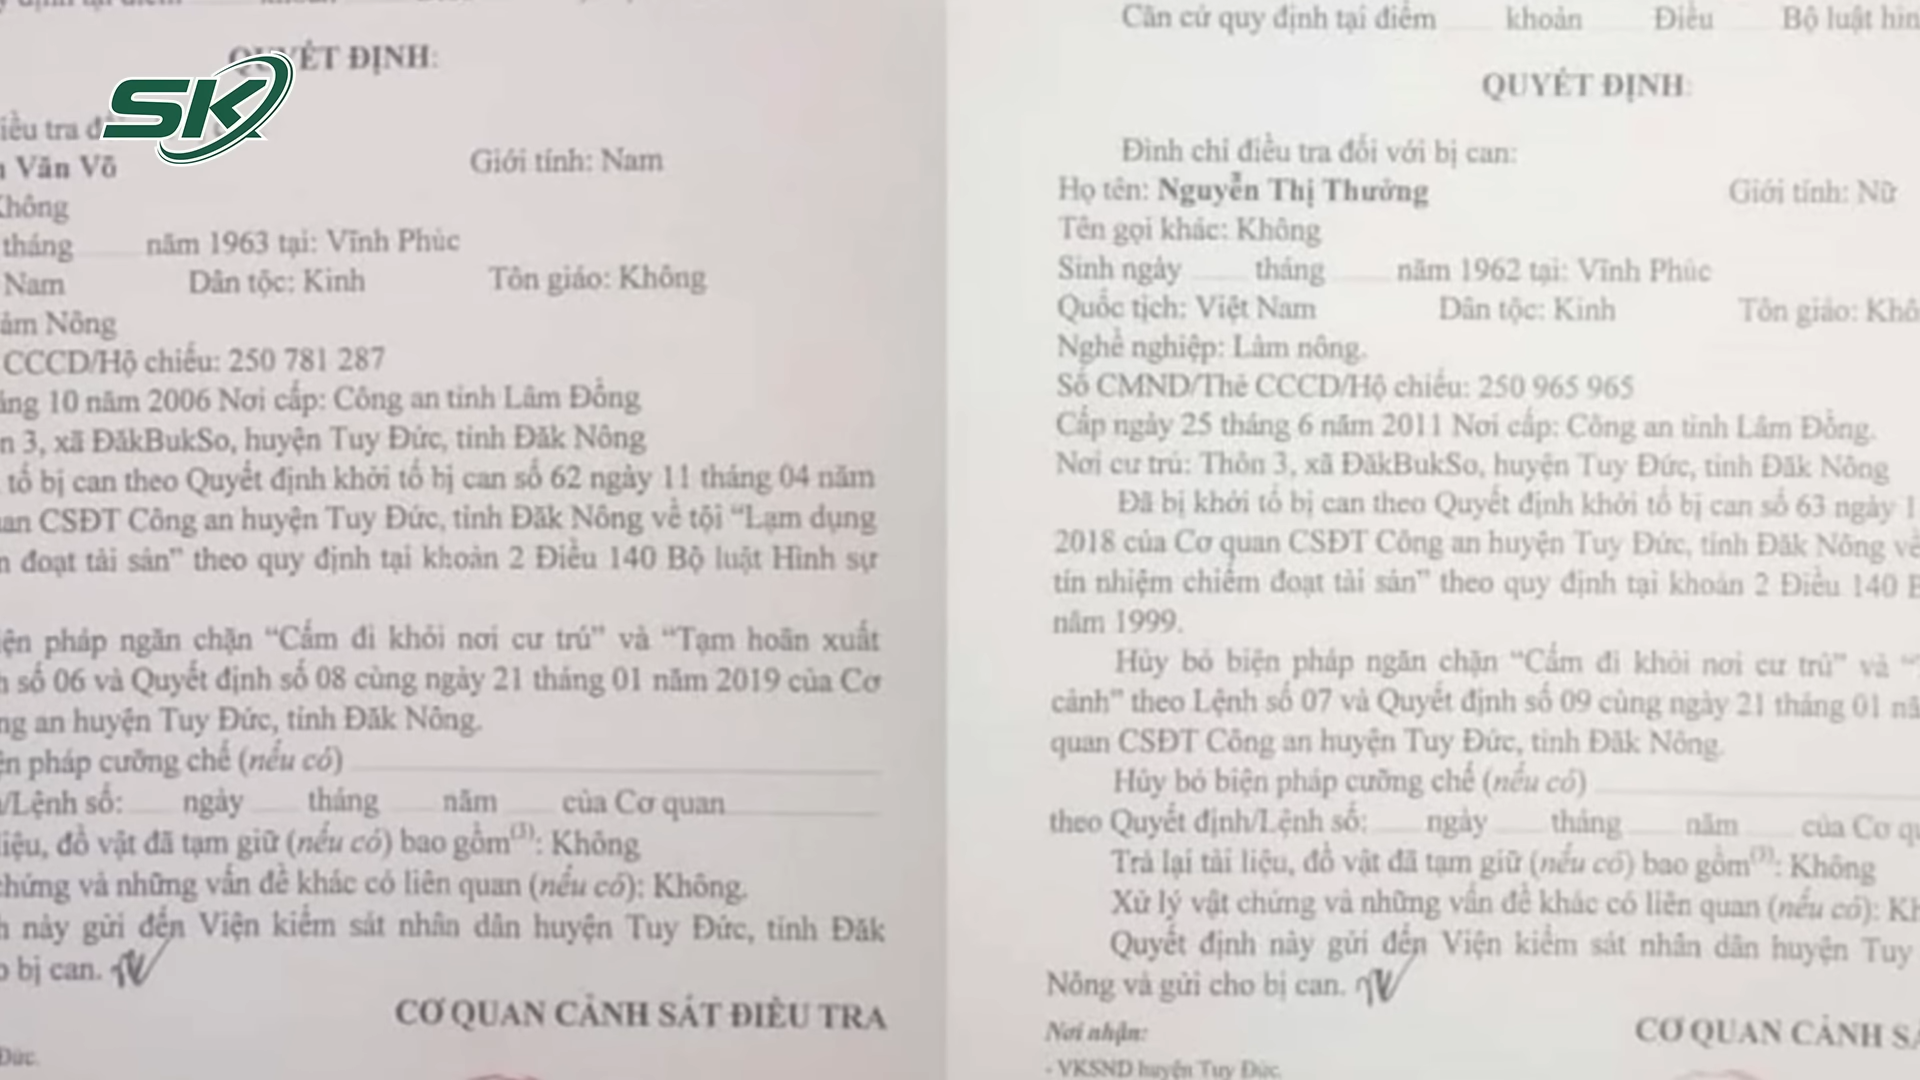 SK
QUYẾT ĐỊNH:
iều tra
Văn Võ Giới tính: Nam
Không
tháng năm 1963 tại: Vĩnh Phúc
Nam Dân tộc: Kinh Tôn giáo: Không
àm Nông
CCCD/Hộ chiếu: 250 781 287
áng 10 năm 2006 Nơi cấp: Công an tỉnh Lâm Đồng
n 3, xã ĐăkBukSo, huyện Tuy Đức, tỉnh Đăk Nông
tố bị can theo Quyết định khởi tố bị can số 62 ngày 11 tháng 04 năm
uan CSĐT Công an huyện Tuy Đức, tỉnh Đăk Nông về tội “Lạm dụng
n đoạt tài sản” theo quy định tại khoản 2 Điều 140 Bộ luật Hình sự
ện pháp ngăn chặn “Cấm đi khỏi nơi cư trú” và “Tạm hoãn xuất
h số 06 và Quyết định số 08 cùng ngày 21 tháng 01 năm 2019 của Cơ
ng an huyện Tuy Đức, tỉnh Đăk Nông.
ện pháp cưỡng chế (nếu có)
/Lệnh số: ngày tháng năm của Cơ quan
iệu, đồ vật đã tạm giữ (nếu có) bao gồm(3): Không
chứng và những vấn đề khác có liên quan (nếu có): Không.
h này gửi đến Viện kiểm sát nhân dân huyện Tuy Đức, tỉnh Đăk
o bị can.
CƠ QUAN CẢNH SÁT ĐIỀU TRA
Đức.
Căn cứ quy định tại điểm khoản Điều Bộ luật hìn
QUYẾT ĐỊNH:
Đình chỉ điều tra đối với bị can:
Họ tên: Nguyễn Thị Thưởng Giới tính: Nữ
Tên gọi khác: Không
Sinh ngày tháng năm 1962 tại: Vĩnh Phúc
Quốc tịch: Việt Nam Dân tộc: Kinh Tôn giáo: Khô
Nghề nghiệp: Làm nông.
Số CMND/Thẻ CCCD/Hộ chiếu: 250 965 965
Cấp ngày 25 tháng 6 năm 2011 Nơi cấp: Công an tỉnh Lâm Đồng.
Nơi cư trú: Thôn 3, xã ĐăkBukSo, huyện Tuy Đức, tỉnh Đăk Nông
Đã bị khởi tố bị can theo Quyết định khởi tố bị can số 63 ngày 1
2018 của Cơ quan CSĐT Công an huyện Tuy Đức, tỉnh Đăk Nông về
tín nhiệm chiếm đoạt tài sản” theo quy định tại khoản 2 Điều 140 B
năm 1999.
Hủy bỏ biện pháp ngăn chặn “Cấm đi khỏi nơi cư trú” và “
cảnh” theo Lệnh số 07 và Quyết định số 09 cùng ngày 21 tháng 01 nă
quan CSĐT Công an huyện Tuy Đức, tỉnh Đăk Nông.
Hủy bỏ biện pháp cưỡng chế (nếu có)
theo Quyết định/Lệnh số: ngày tháng năm của Cơ qu
Trả lại tài liệu, đồ vật đã tạm giữ (nếu có) bao gồm(3): Không
Xử lý vật chứng và những vấn đề khác có liên quan (nếu có): Kh
Quyết định này gửi đến Viện kiểm sát nhân dân huyện Tuy
Nông và gửi cho bị can.
Nơi nhận:
CƠ QUAN CẢNH SÁ
- VKSND huyện Tuy Đức.